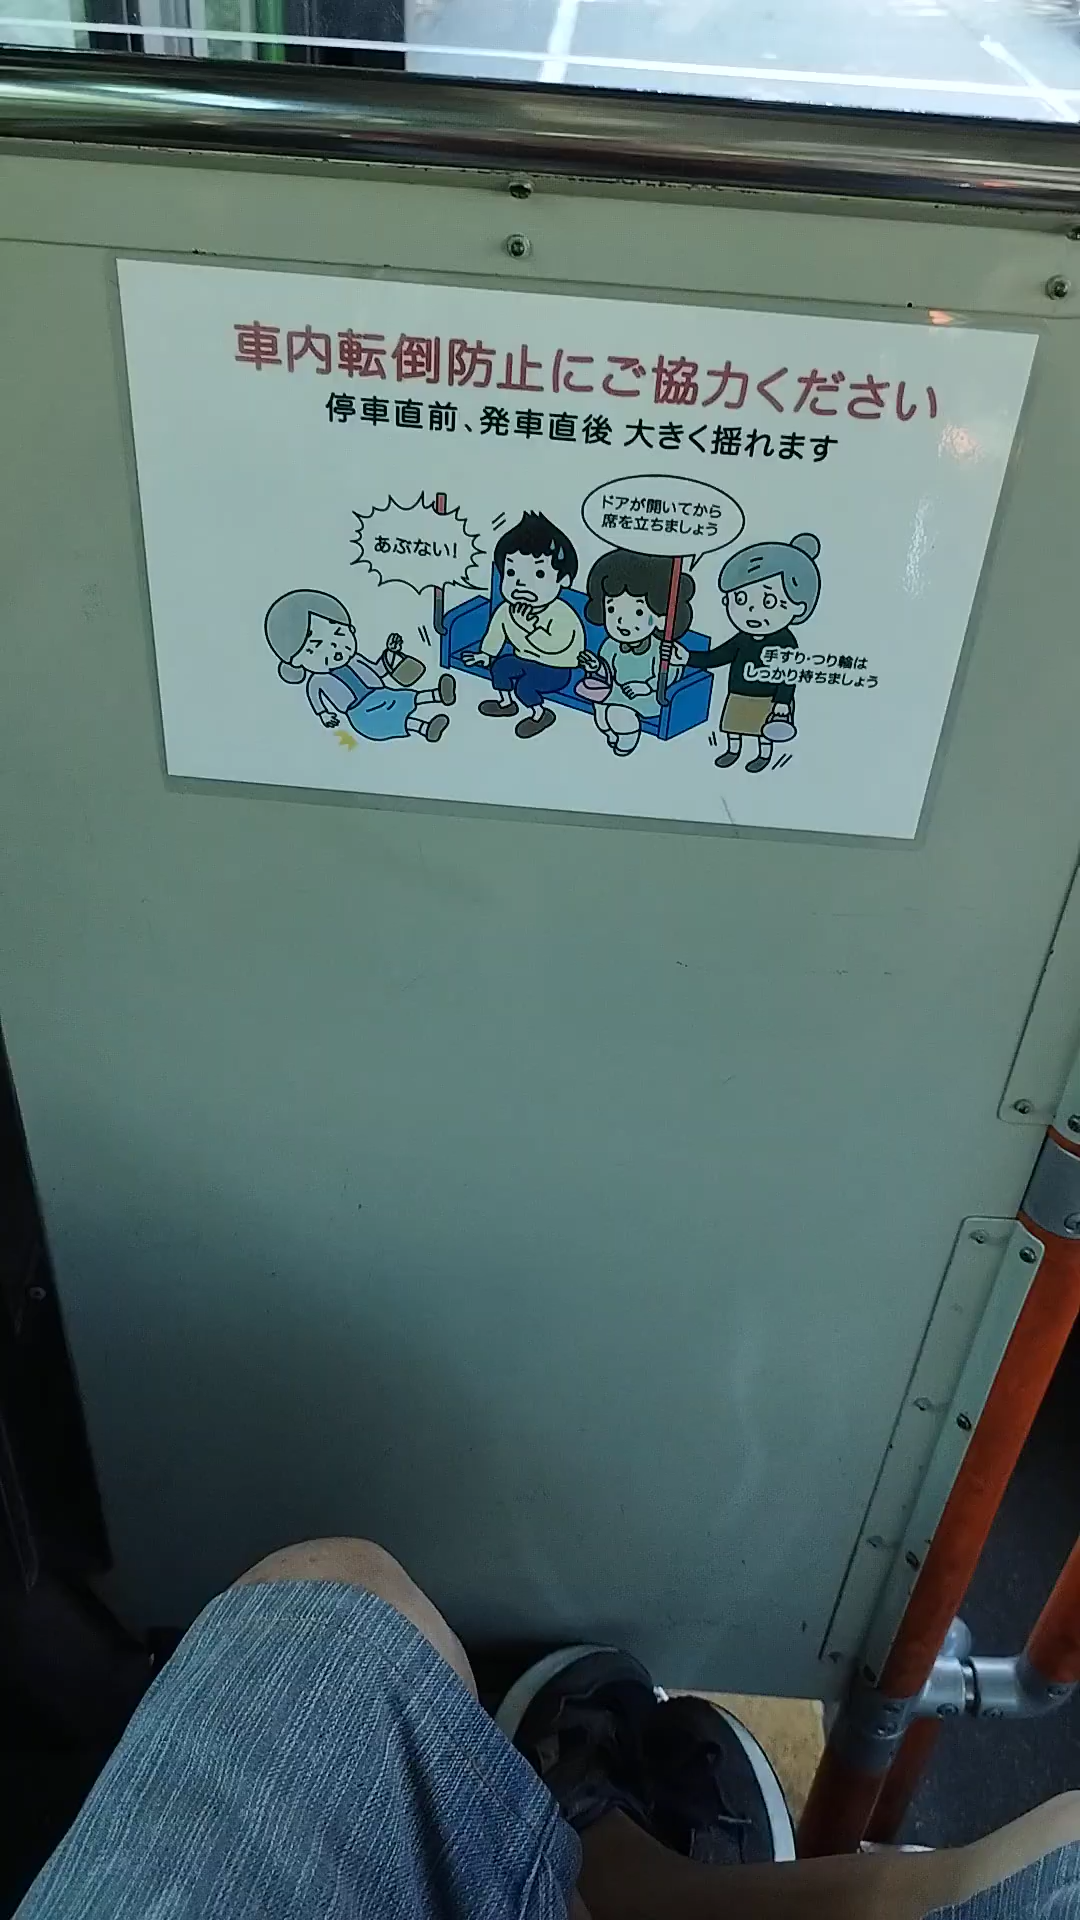 車内転倒防止にご協力ください
停車直前、発車直後 大きく揺れます
あぶない!
ドアが開いてから
席を立ちましょう
手すり・つり輪は
しっかり持ちましょう